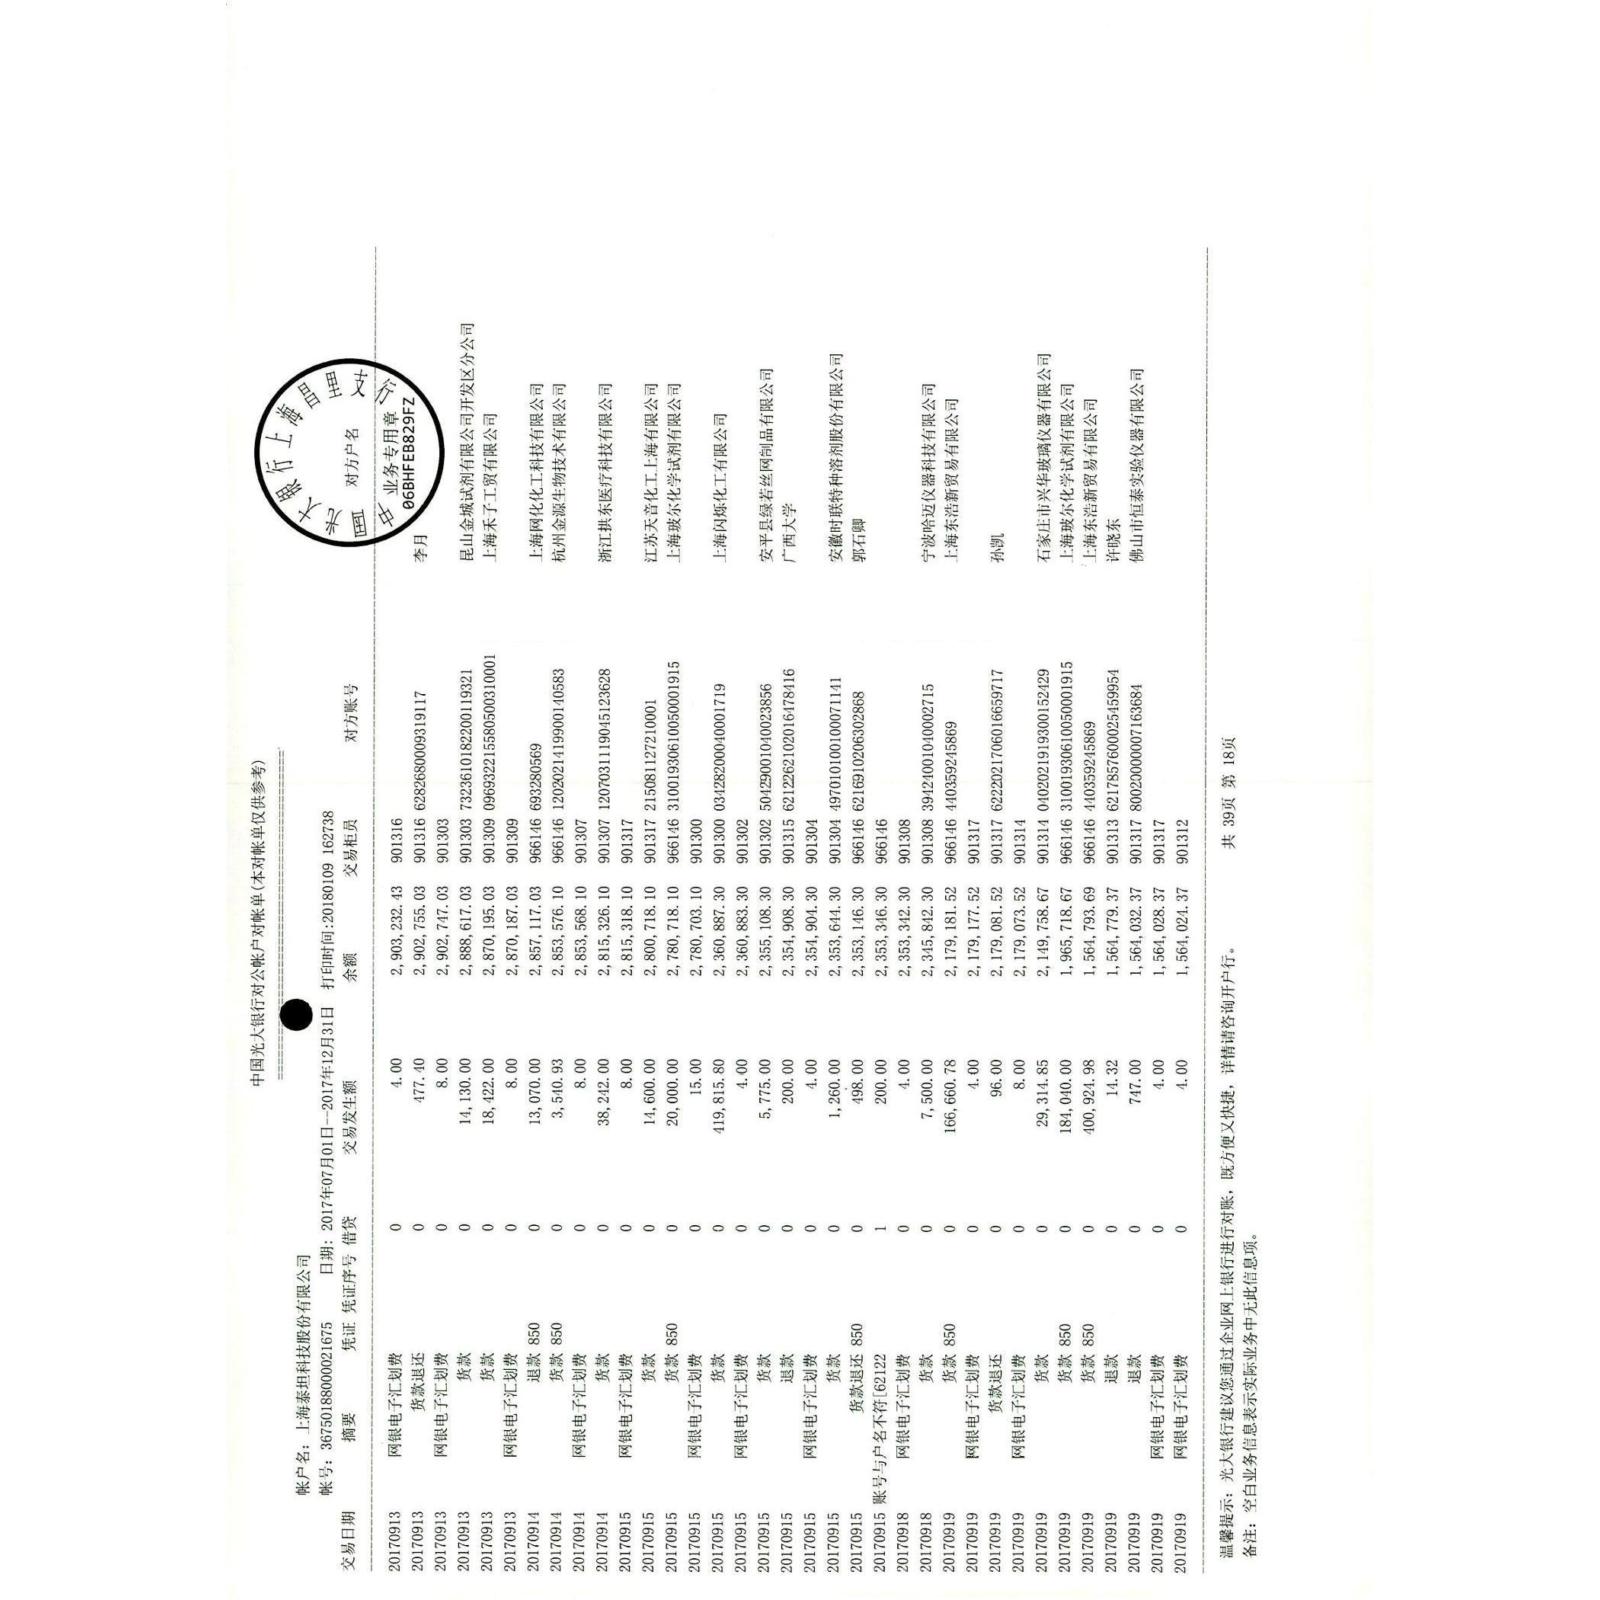 中国光大银行对公帐户对帐单(本对帐单仅供参考)
==================================================
帐户名: 上海泰坦科技股份有限公司
帐号: 36750188000021675 日期: 2017年07月01日--2017年12月31日 打印时间:20180109 162738
交易日期 摘要 凭证 凭证序号 借贷 交易发生额 余额 交易柜员 对方账号 对方户名
20170913 网银电子汇划费 0 4.00 2,903,232.43 901316
20170913 货款退还 0 477.40 2,902,755.03 901316 6282680009319117 李月
20170913 网银电子汇划费 0 8.00 2,902,747.03 901303
20170913 货款 0 14,130.00 2,888,617.03 901303 7323610182200119321 昆山金城试剂有限公司开发区分公司
20170913 货款 0 18,422.00 2,870,195.03 901309 096932215580500310001 上海禾子工贸有限公司
20170913 网银电子汇划费 0 8.00 2,870,187.03 901309
20170914 退款 850 0 13,070.00 2,857,117.03 966146 6932280569 上海网化化工科技有限公司
20170914 货款 850 0 3,540.93 2,853,576.10 966146 1202021419900140583 杭州金源生物技术有限公司
20170914 网银电子汇划费 0 8.00 2,853,568.10 901307
20170914 货款 0 38,242.00 2,815,326.10 901307 1207031119045123628 浙江拱东医疗科技有限公司
20170915 网银电子汇划费 0 8.00 2,815,318.10 901317
20170915 货款 0 14,600.00 2,800,718.10 901317 215081127210001 江苏天音化工上海有限公司
20170915 货款 850 0 20,000.00 2,780,718.10 966146 31001930610050001915 上海玻尔化学试剂有限公司
20170915 网银电子汇划费 0 15.00 2,780,703.10 901300
20170915 货款 0 419,815.80 2,360,887.30 901300 03428200040001719 上海闪烁化工有限公司
20170915 网银电子汇划费 0 4.00 2,360,883.30 901302
20170915 货款 0 5,775.00 2,355,108.30 901302 50429001040023856 安平县绿若丝网制品有限公司
20170915 退款 0 200.00 2,354,908.30 901315 6212262102016478416 广西大学
20170915 网银电子汇划费 0 4.00 2,354,904.30 901304
20170915 货款 0 1,260.00 2,353,644.30 901304 497010100100071141 安徽时联特种溶剂股份有限公司
20170915 货款退还 850 0 498.00 2,353,146.30 966146 6216910206302868 郭石卿
20170915 账号与户名不符[62122 1 200.00 2,353,346.30 966146
20170918 网银电子汇划费 0 4.00 2,353,342.30 901308
20170918 货款 0 7,500.00 2,345,842.30 901308 39424001040002715 宁波哈迈仪器科技有限公司
20170919 货款 850 0 166,660.78 2,179,181.52 966146 440359245869 上海东浩新贸易有限公司
20170919 网银电子汇划费 0 4.00 2,179,177.52 901317
20170919 货款退还 0 96.00 2,179,081.52 901317 6222021706016659717 孙凯
20170919 网银电子汇划费 0 8.00 2,179,073.52 901314
20170919 货款 0 29,314.85 2,149,758.67 901314 0402021919300152429 石家庄市兴华玻璃仪器有限公司
20170919 货款 850 0 184,040.00 1,965,718.67 966146 31001930610050001915 上海玻尔化学试剂有限公司
20170919 货款 850 0 400,924.98 1,564,793.69 966146 440359245869 上海东浩新贸易有限公司
20170919 退款 0 14.32 1,564,779.37 901313 6217857600025459954 许晓东
20170919 退款 0 747.00 1,564,032.37 901317 80020000007163684 佛山市恒泰实验仪器有限公司
20170919 网银电子汇划费 0 4.00 1,564,028.37 901317
20170919 网银电子汇划费 0 4.00 1,564,024.37 901312
温馨提示: 光大银行建议您通过企业网上银行进行对账, 既方便又快捷, 详情请咨询开户行。 共 39页 第 18页
备注: 空白业务信息表示实际业务中无此信息项。
中国光大银行上海昌里支行
业务专用章
06BHFEB829FZ